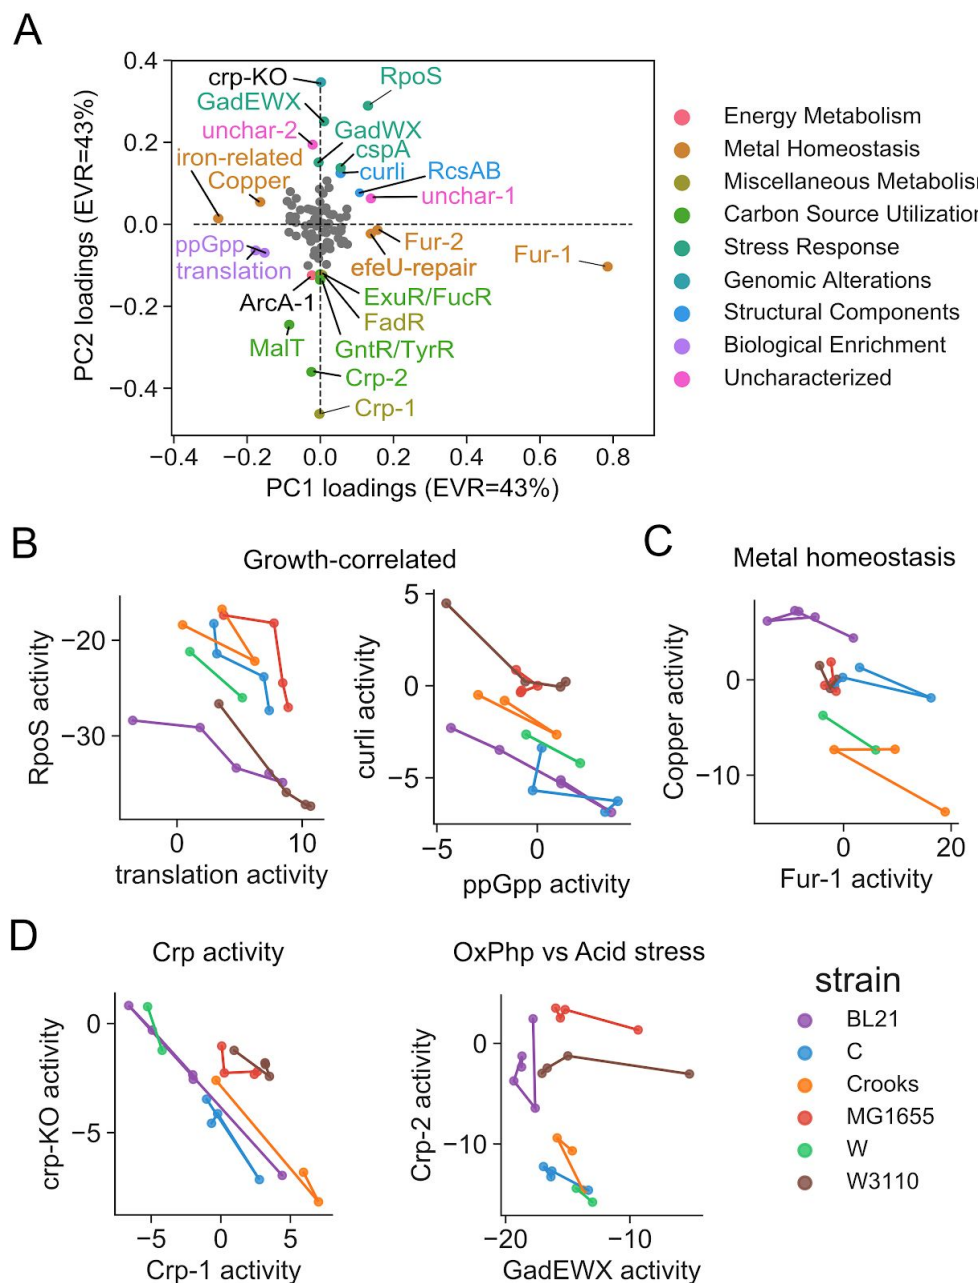 A
0.4
0.2
0.0
−0.2
−0.4
PC2 loadings (EVR=43%)
crp-KO
RpoS
GadEWX
unchar-2
GadWX
cspA
iron-related
curli
RcsAB
Copper
unchar-1
ppGpp
Fur-2
Fur-1
translation
efeU-repair
ArcA-1
ExuR/FucR
FadR
MalT
GntR/TyrR
Crp-2
Crp-1
−0.4
−0.2
0.0
0.2
0.4
0.6
0.8
PC1 loadings (EVR=43%)
Energy Metabolism
Metal Homeostasis
Miscellaneous Metabolism
Carbon Source Utilization
Stress Response
Genomic Alterations
Structural Components
Biological Enrichment
Uncharacterized
B
Growth-correlated
RpoS activity
−20
−30
0
10
translation activity
curli activity
5
0
−5
−5
0
ppGpp activity
C
Metal homeostasis
Copper activity
0
−10
0
20
Fur-1 activity
D
Crp activity
crp-KO activity
0
−5
−5
0
5
Crp-1 activity
OxPhp vs Acid stress
Crp-2 activity
0
−10
−20
−10
GadEWX activity
strain
BL21
C
Crooks
MG1655
W
W3110